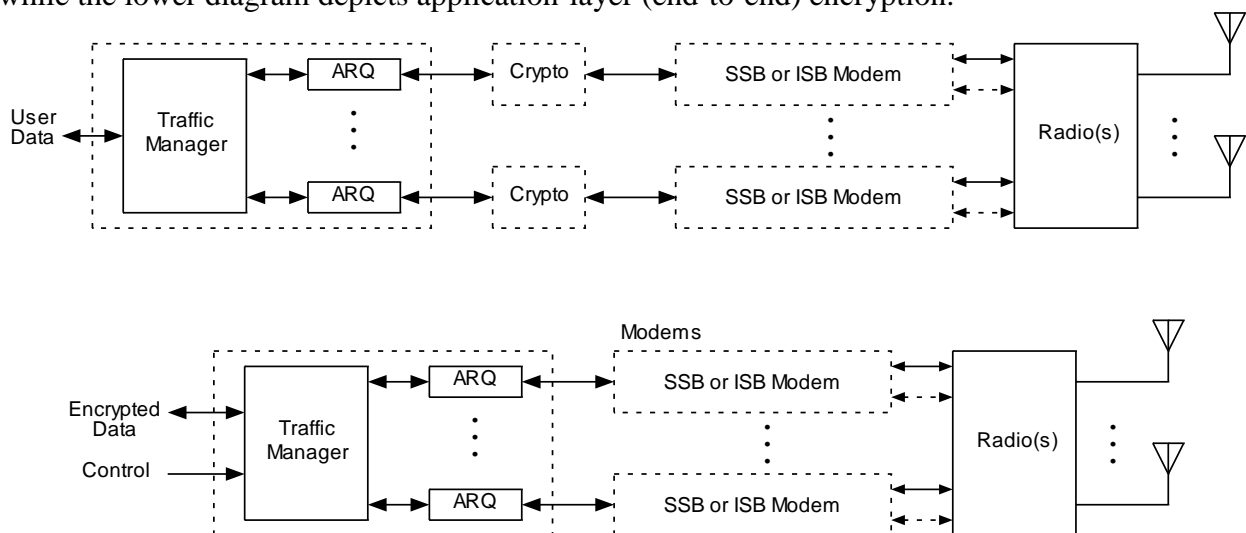 while the lower diagram depicts application-layer (end-to-end) encryption.
User
Data
Traffic
Manager
ARQ
Crypto
SSB or ISB Modem
Radio(s)
ARQ
Crypto
SSB or ISB Modem
Modems
Encrypted
Data
Control
Traffic
Manager
ARQ
SSB or ISB Modem
Radio(s)
ARQ
SSB or ISB Modem